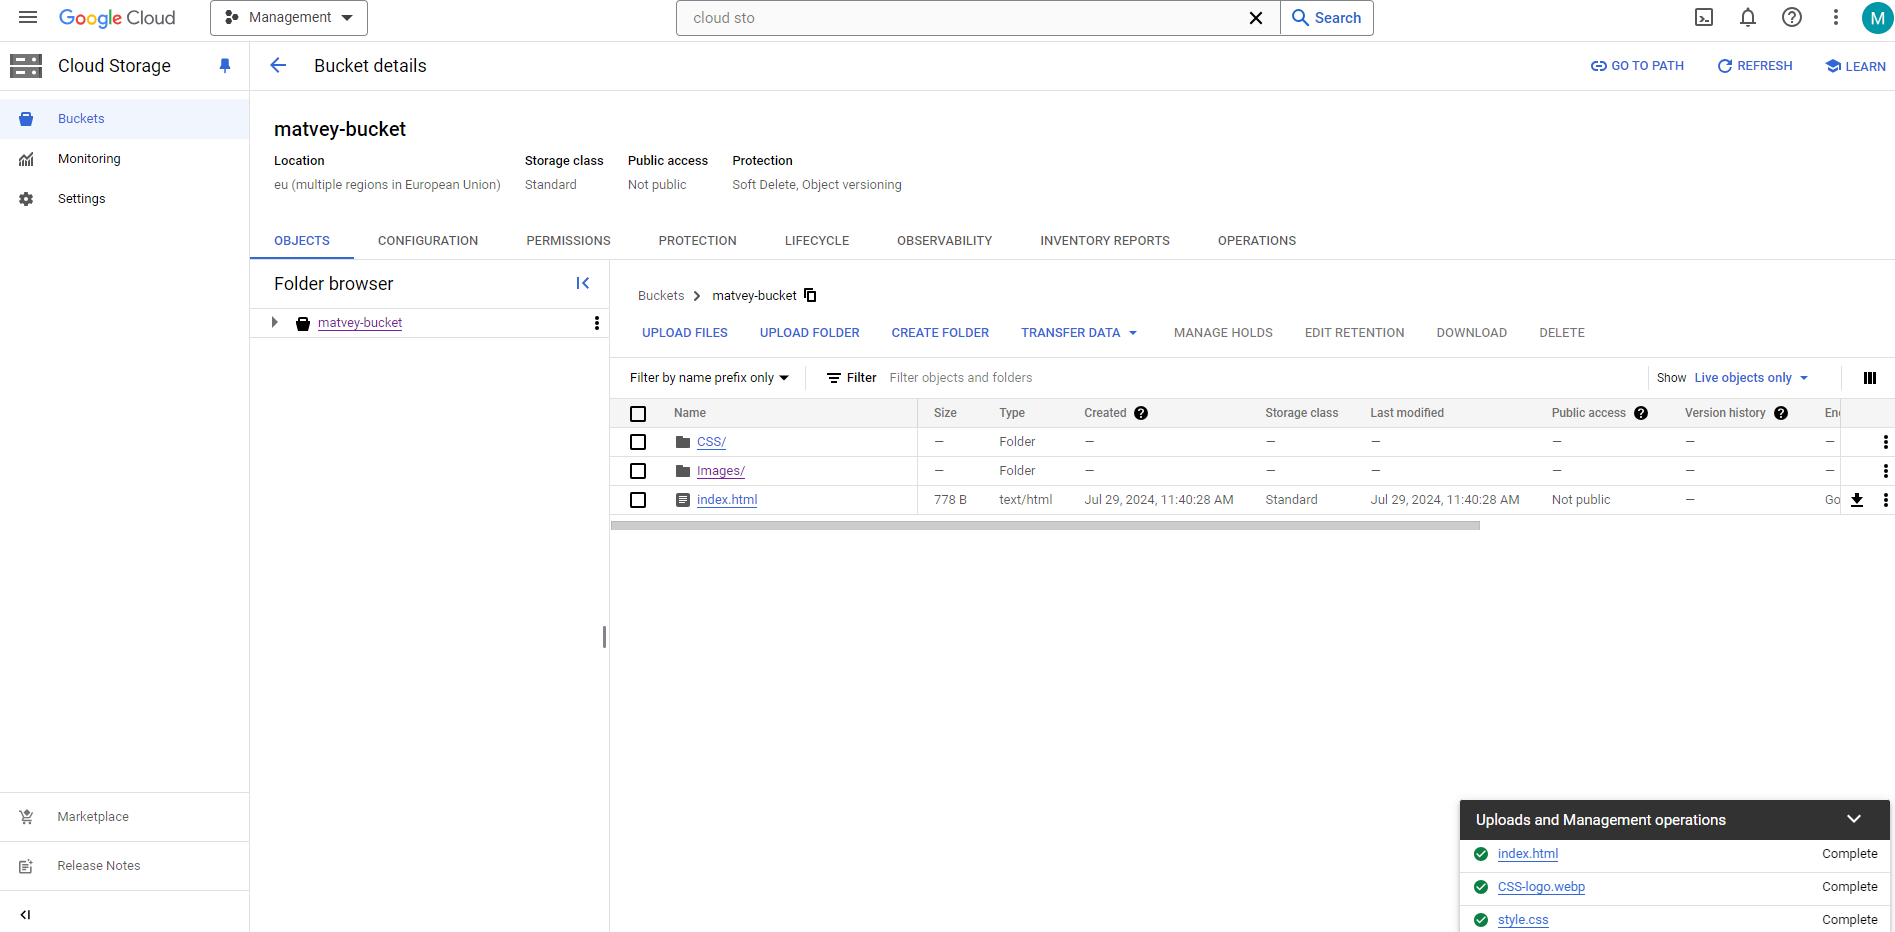 Google Cloud
Management
cloud sto
Search
M
Cloud Storage
Bucket details
GO TO PATH
REFRESH
LEARN
Buckets
Monitoring
Settings
matvey-bucket
Location Storage class Public access Protection
eu (multiple regions in European Union) Standard Not public Soft Delete, Object versioning
OBJECTS CONFIGURATION PERMISSIONS PROTECTION LIFECYCLE OBSERVABILITY INVENTORY REPORTS OPERATIONS
Folder browser
matvey-bucket
Buckets matvey-bucket
UPLOAD FILES UPLOAD FOLDER CREATE FOLDER TRANSFER DATA MANAGE HOLDS EDIT RETENTION DOWNLOAD DELETE
Filter by name prefix only Filter Filter objects and folders Show Live objects only
Name Size Type Created Storage class Last modified Public access Version history Enc
CSS/ — Folder — — — — — —
Images/ — Folder — — — — — —
index.html 778 B text/html Jul 29, 2024, 11:40:28 AM Standard Jul 29, 2024, 11:40:28 AM Not public — Go
Marketplace
Release Notes
Uploads and Management operations
index.html Complete
CSS-logo.webp Complete
style.css Complete